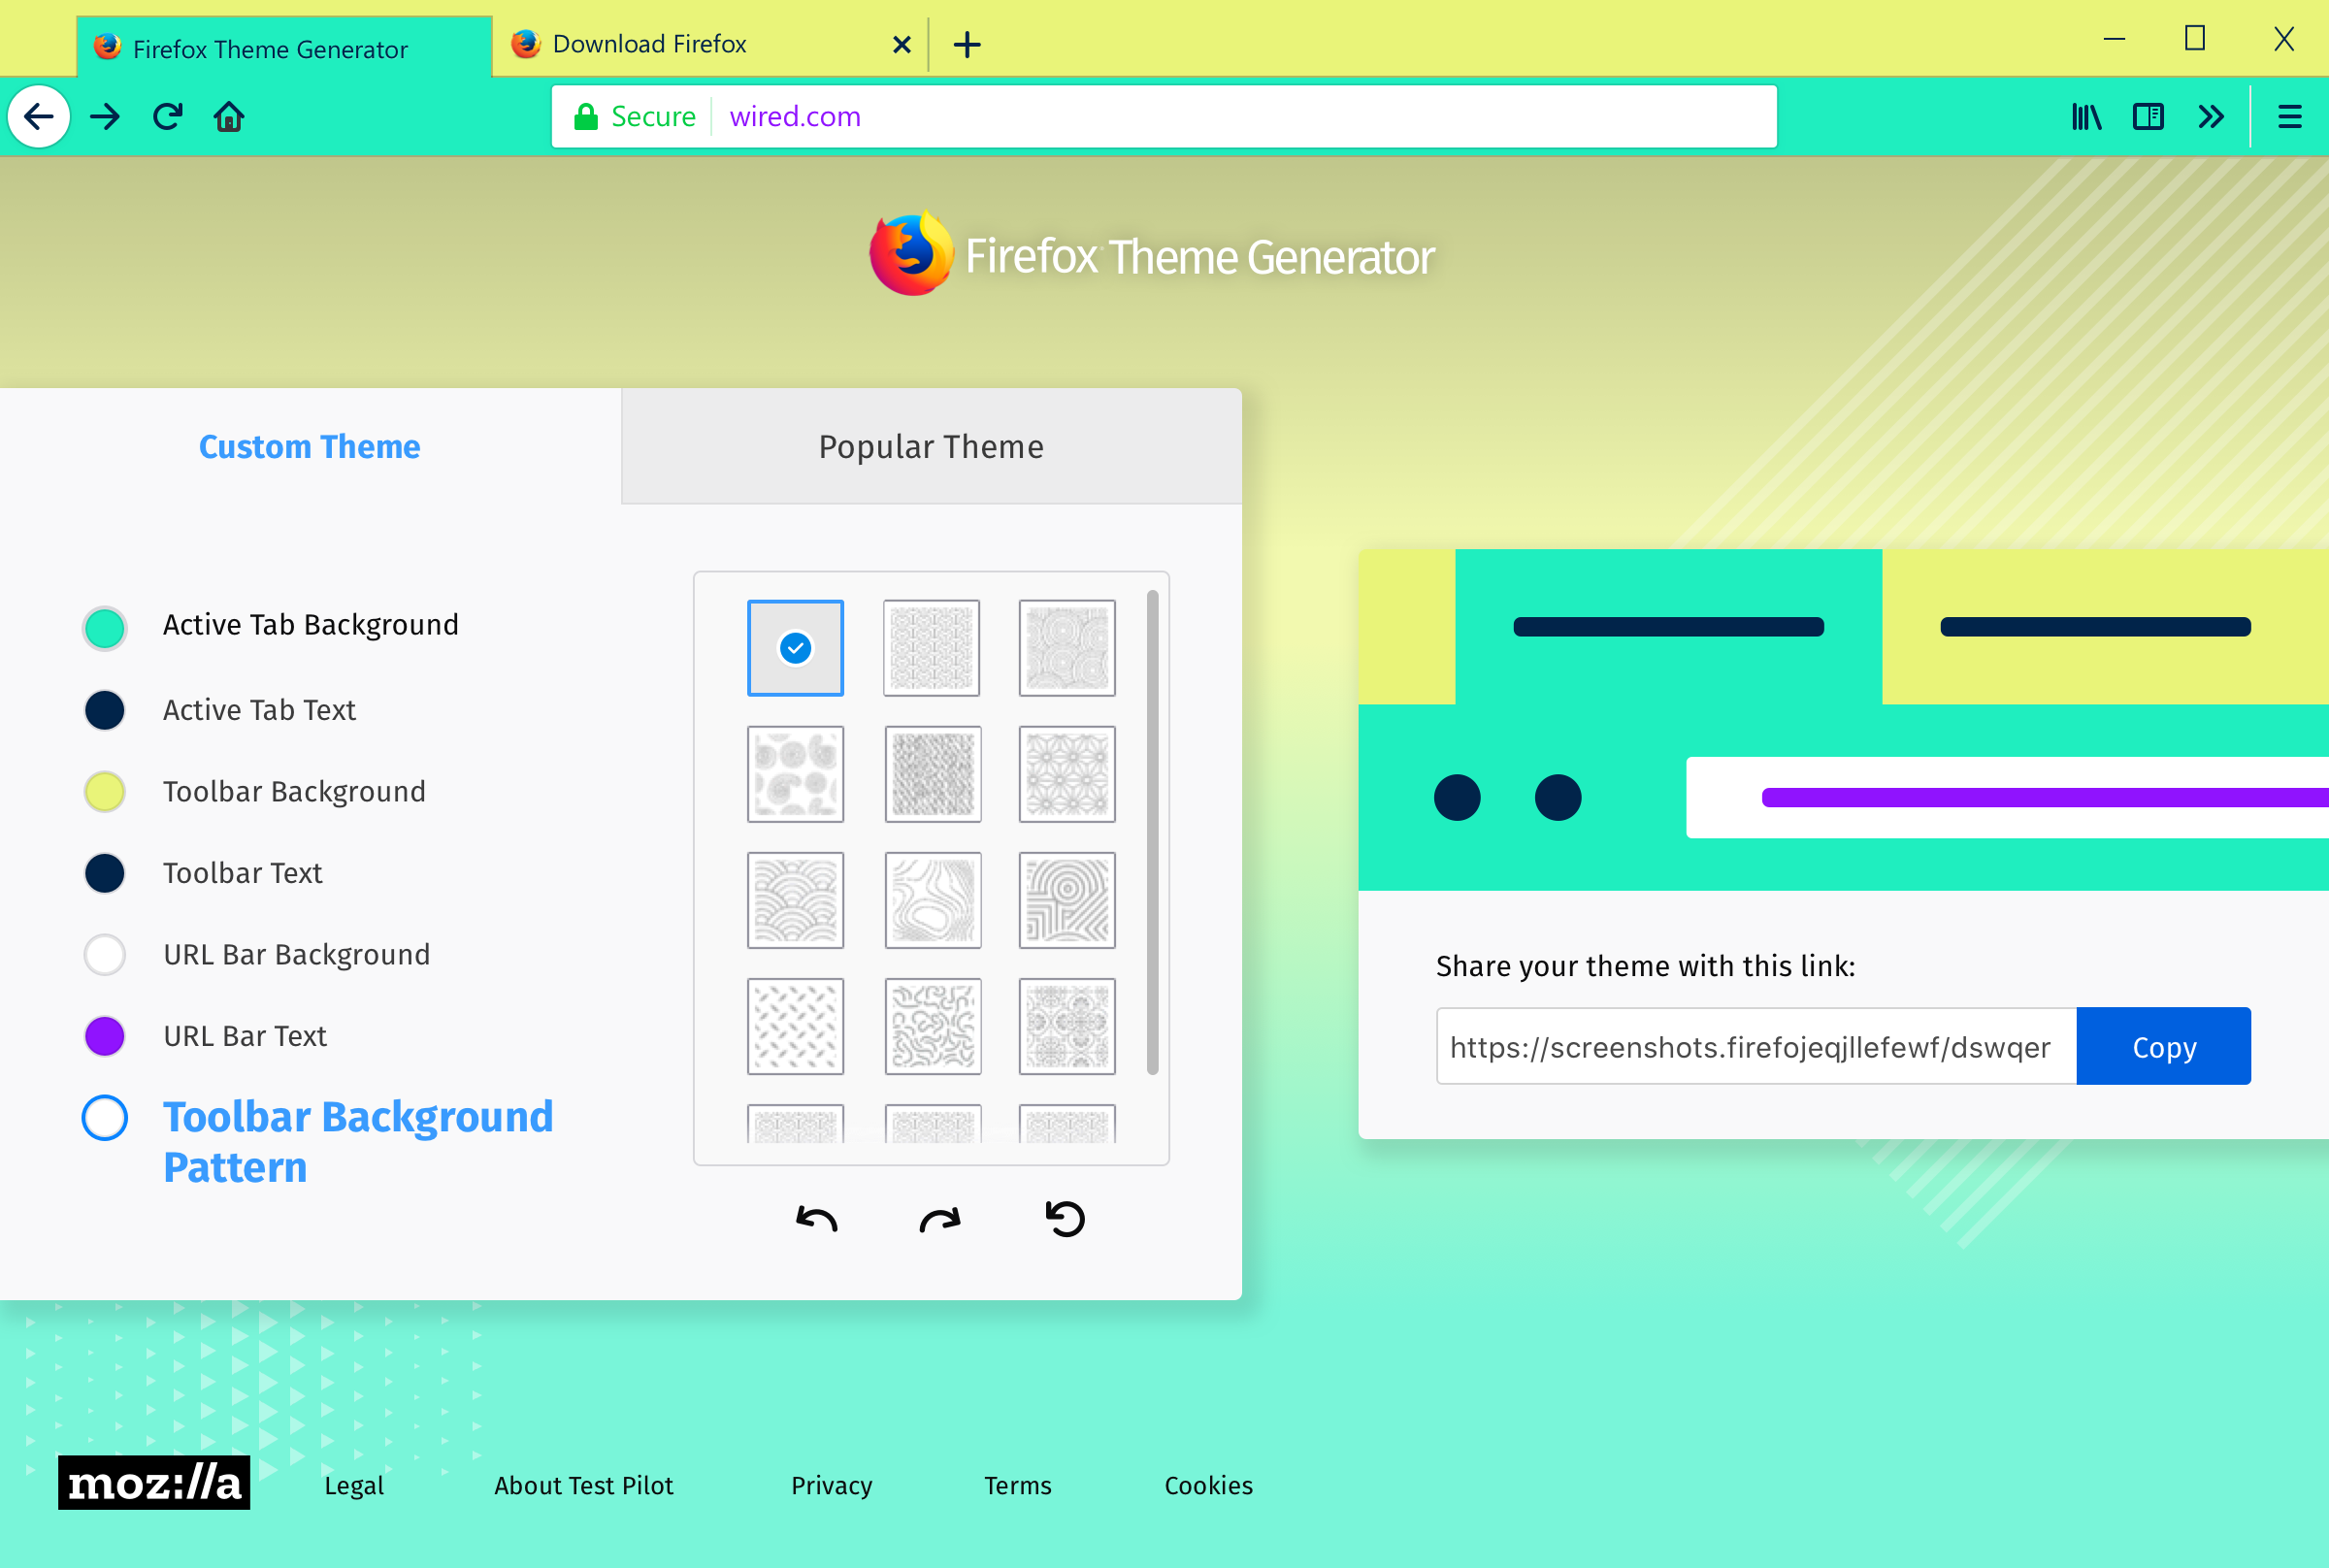 Firefox Theme Generator
Download Firefox
Secure
wired.com
Firefox Theme Generator
Custom Theme
Popular Theme
Active Tab Background
Active Tab Text
Toolbar Background
Toolbar Text
URL Bar Background
URL Bar Text
Toolbar Background
Pattern
Share your theme with this link:
https://screenshots.firefojeqjllefewf/dswqer
Copy
moz://a
Legal
About Test Pilot
Privacy
Terms
Cookies